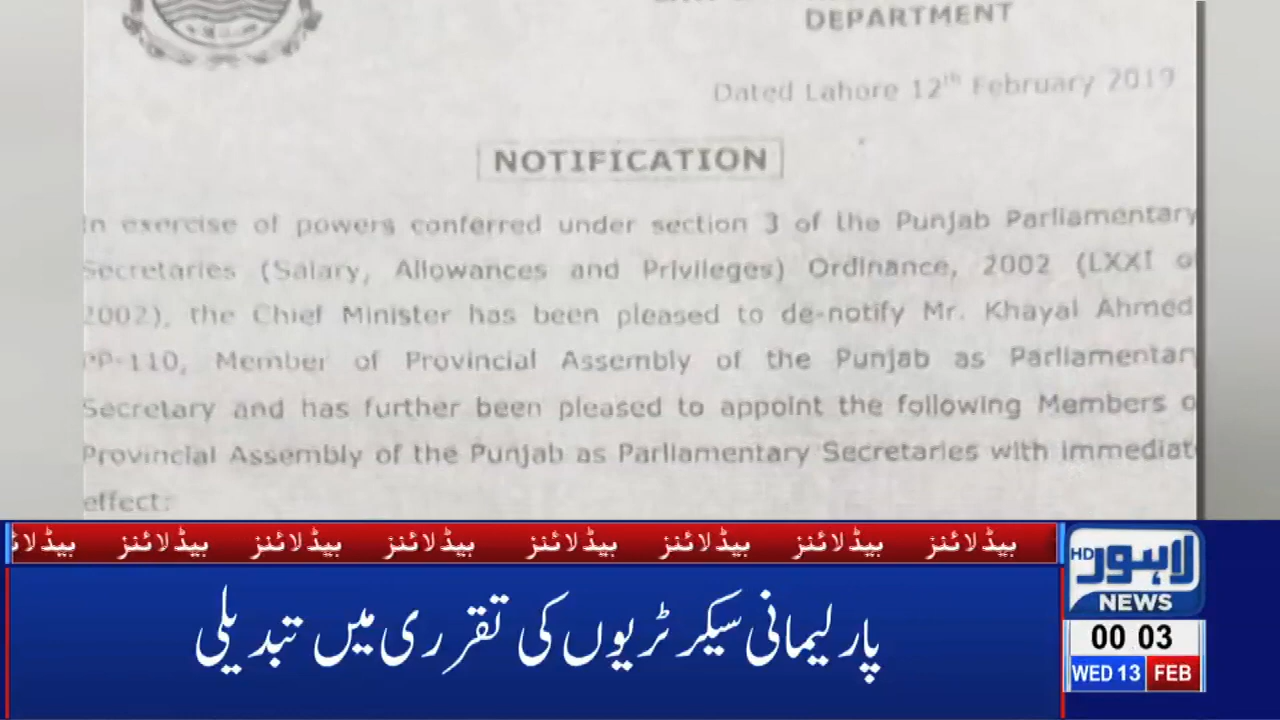 DEPARTMENT
Dated Lahore 12th February 2019
NOTIFICATION
In exercise of powers conferred under section 3 of the Punjab Parliamentary
Secretaries (Salary, Allowances and Privileges) Ordinance, 2002 (LXXI o
2002), the Chief Minister has been pleased to de-notify Mr. Khayal Ahmed
PP-110, Member of Provincial Assembly of the Punjab as Parliamentar
Secretary and has further been pleased to appoint the following Members o
Provincial Assembly of the Punjab as Parliamentary Secretaries with immediat
effect:
ہیڈلائنز ہیڈلائنز ہیڈلائنز ہیڈلائنز ہیڈلائنز ہیڈلائنز ہیڈلائنز ہیڈلائنز
پارلیمانی سیکرٹریوں کی تقرری میں تبدیلی
HD لاہور
NEWS
00 03
WED 13 FEB